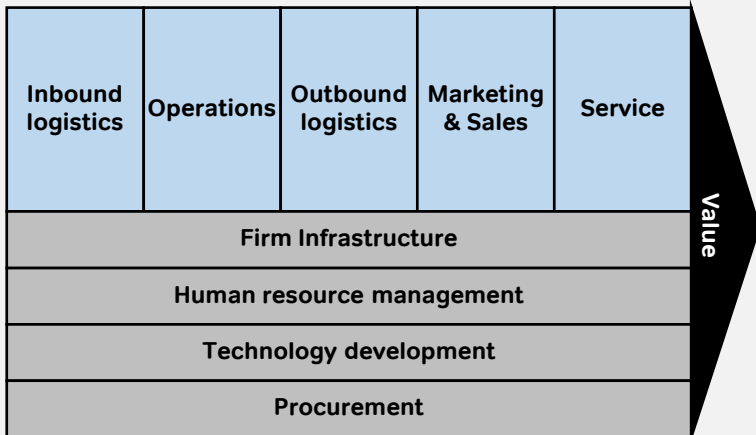 Inbound
logistics
Operations
Outbound
logistics
Marketing
& Sales
Service
Value
Firm Infrastructure
Human resource management
Technology development
Procurement